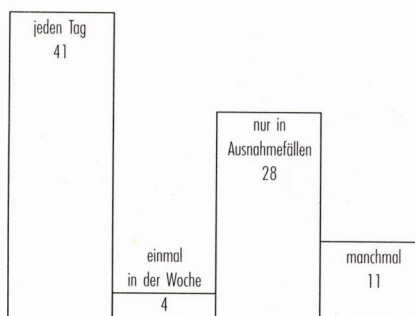 jeden Tag
41
einmal
in der Woche
4
nur in
Ausnahmefällen
28
manchmal
11